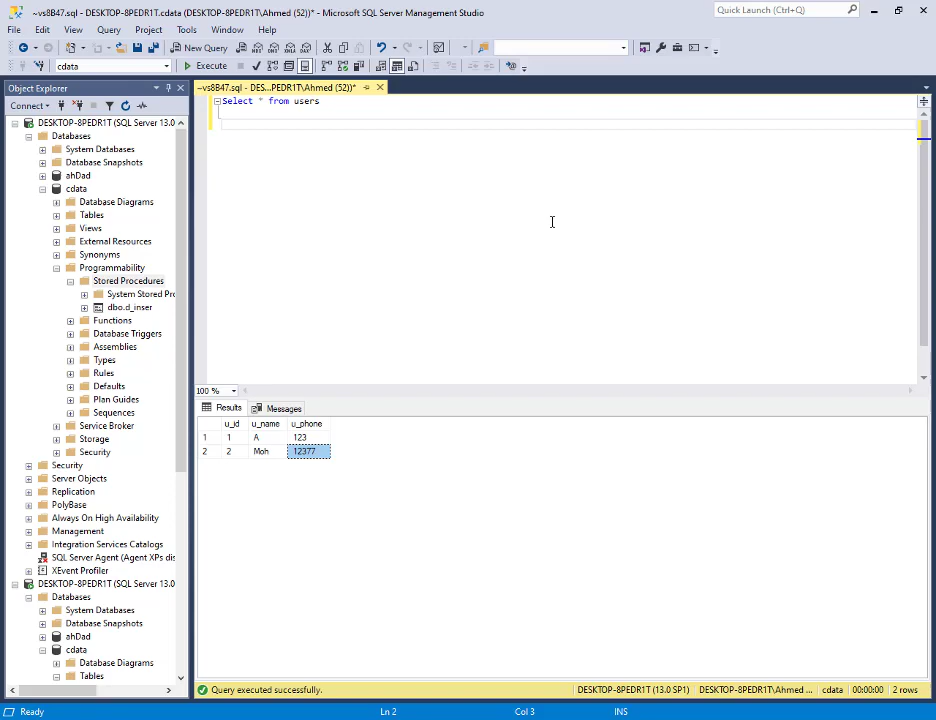 ~vs8B47.sql - DESKTOP-8PEDR1T.cdata (DESKTOP-8PEDR1T\Ahmed (52))* - Microsoft SQL Server Management Studio
Quick Launch (Ctrl+Q)
File Edit View Query Project Tools Window Help
New Query
cdata Execute
Object Explorer
~vs8B47.sql - DES...PEDR1T\Ahmed (52))*
Connect
Select * from users
DESKTOP-8PEDR1T (SQL Server 13.0
Databases
System Databases
Database Snapshots
ahDad
cdata
Database Diagrams
Tables
Views
External Resources
Synonyms
Programmability
Stored Procedures
System Stored Pro
dbo.d_inser
Functions
Database Triggers
Assemblies
Types
Rules
Defaults
Plan Guides
Sequences
Service Broker
Storage
Security
Security
Server Objects
Replication
PolyBase
Always On High Availability
Management
Integration Services Catalogs
SQL Server Agent (Agent XPs dis
XEvent Profiler
DESKTOP-8PEDR1T (SQL Server 13.0
Databases
System Databases
Database Snapshots
ahDad
cdata
Database Diagrams
Tables
100 %
Results Messages
u_id u_name u_phone
1 1 A 123
2 2 Moh 12377
Query executed successfully. DESKTOP-8PEDR1T (13.0 SP1) DESKTOP-8PEDR1T\Ahmed ... cdata 00:00:00 2 rows
Ready Ln 2 Col 3 INS